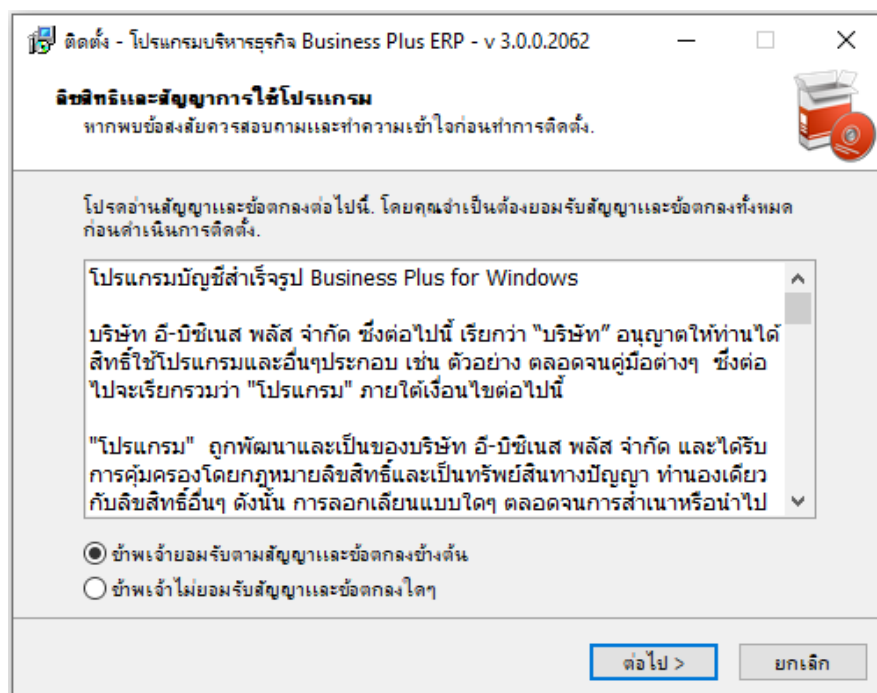 ติดตั้ง - โปรแกรมบริหารธุรกิจ Business Plus ERP - v 3.0.0.2062
ลิขสิทธิและสัญญาการใช้โปรแกรม
หากพบข้อสงสัยควรสอบถามและทำความเข้าใจก่อนทำการติดตั้ง.
โปรดอ่านสัญญาและข้อตกลงต่อไปนี้. โดยคุณจำเป็นต้องยอมรับสัญญาและข้อตกลงทั้งหมด
ก่อนดำเนินการติดตั้ง.
โปรแกรมบัญชีสำเร็จรูป Business Plus for Windows
บริษัท อี-บิซิเนส พลัส จำกัด ซึ่งต่อไปนี้ เรียกว่า "บริษัท" อนุญาตให้ท่านได้
สิทธิ์ใช้โปรแกรมและอื่นๆประกอบ เช่น ตัวอย่าง ตลอดจนคู่มือต่างๆ ซึ่งต่อ
ไปจะเรียกรวมว่า "โปรแกรม" ภายใต้เงื่อนไขต่อไปนี้
"โปรแกรม" ถูกพัฒนาและเป็นของบริษัท อี-บิซิเนส พลัส จำกัด และได้รับ
การคุ้มครองโดยกฎหมายลิขสิทธิ์และเป็นทรัพย์สินทางปัญญา ทำนองเดียว
กับลิขสิทธิ์อื่นๆ ดังนั้น การลอกเลียนแบบใดๆ ตลอดจนการสำเนาหรือนำไป
ข้าพเจ้ายอมรับตามสัญญาและข้อตกลงข้างต้น
ข้าพเจ้าไม่ยอมรับสัญญาและข้อตกลงใดๆ
ต่อไป >
ยกเลิก